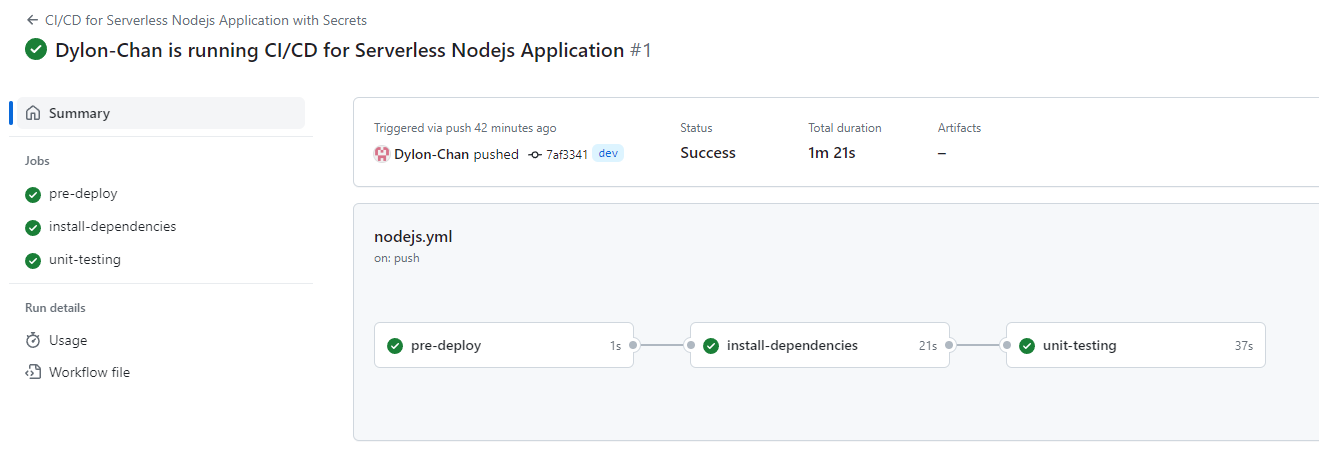 ← CI/CD for Serverless Nodejs Application with Secrets
Dylon-Chan is running CI/CD for Serverless Nodejs Application #1
Summary
Jobs
pre-deploy
install-dependencies
unit-testing
Run details
Usage
Workflow file
Triggered via push 42 minutes ago
Dylon-Chan pushed 7af3341 dev
Status
Success
Total duration
1m 21s
Artifacts
–
nodejs.yml
on: push
pre-deploy 1s
install-dependencies 21s
unit-testing 37s